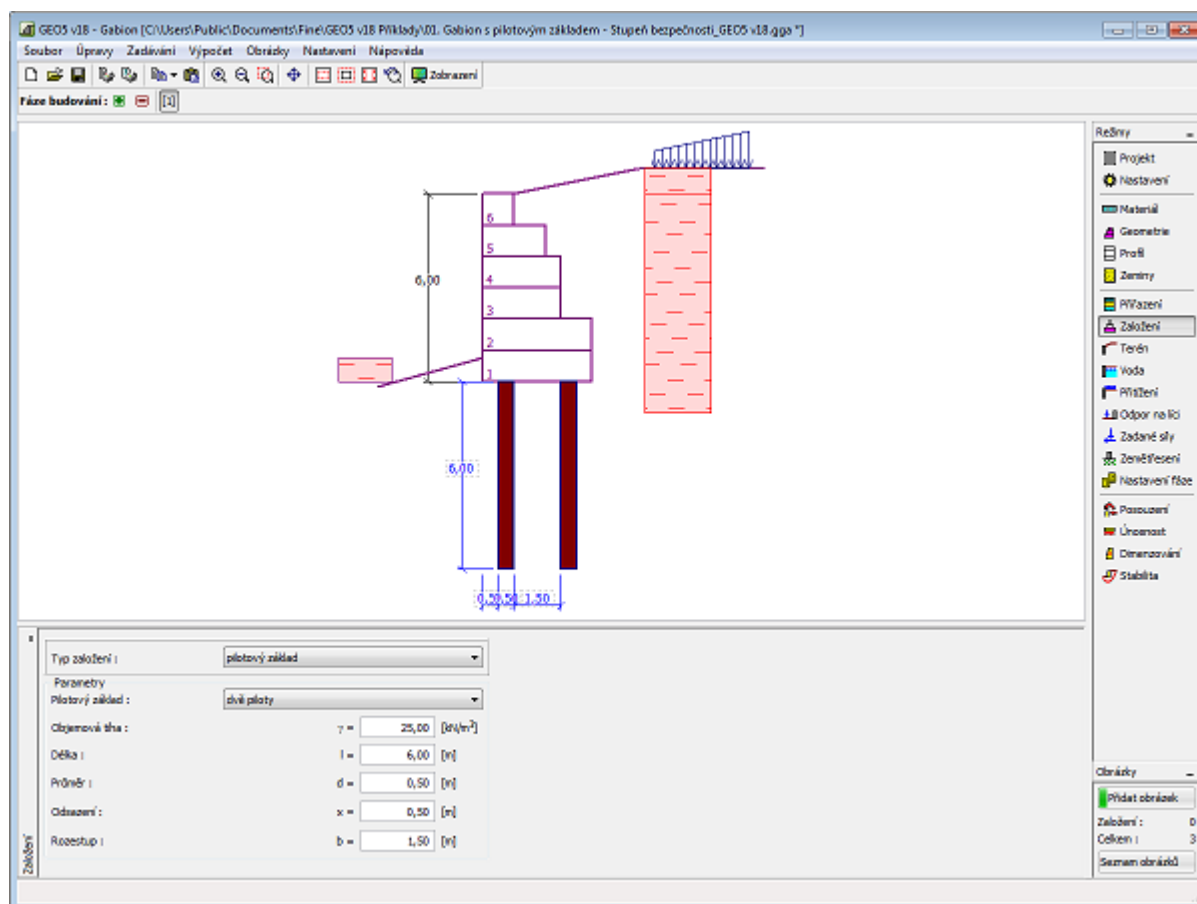 GEO5 v18 - Gabion [C:\Users\Public\Documents\Fine\GEO5 v18 Příklady\01. Gabion s pilotovým základem - Stupeň bezpečnosti_GEO5 v18.gga *]
Soubor Úpravy Zadávání Výpočet Obrázky Nastavení Nápověda
Zobrazení
Fáze budování : [1]
Režimy
Projekt
Nastavení
Materiál
Geometrie
Profil
Zeminy
Přiřazení
Založení
Terén
Voda
Přitížení
Odpor na líci
Zadané síly
Zemětřesení
Nastavení fáze
Posouzení
Únosnost
Dimenzování
Stabilita
6
5
4
3
2
1
6,00
6,00
0,50 0,50 1,50
Typ založení : pilotový základ
Parametry
Pilotový základ : dvě piloty
Objemová tíha : γ = 25,00 [kN/m³]
Délka : l = 6,00 [m]
Průměr : d = 0,50 [m]
Odsazení : x = 0,50 [m]
Rozestup : b = 1,50 [m]
Založení
Obrázky
Přidat obrázek
Založení : 0
Celkem : 3
Seznam obrázků